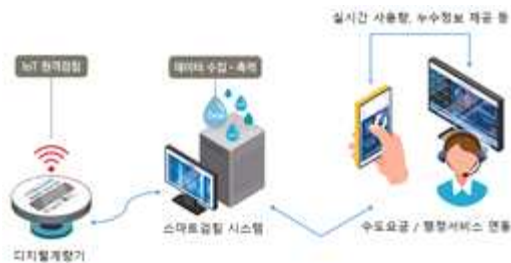 실시간 사용량, 누수정보 제공 등
IoT 원격검침
데이터 수집·축적
스마트검침 시스템
수도요금 / 행정서비스 연동
디지털계량기